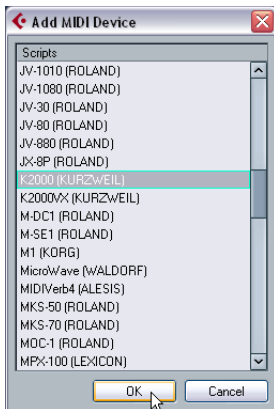 Add MIDI Device
Scripts
JV-1010 (ROLAND)
JV-1080 (ROLAND)
JV-30 (ROLAND)
JV-80 (ROLAND)
JV-880 (ROLAND)
JX-8P (ROLAND)
K2000 (KURZWEIL)
K2000VX (KURZWEIL)
M-DC1 (ROLAND)
M-SE1 (ROLAND)
M1 (KORG)
MicroWave (WALDORF)
MIDIVerb4 (ALESIS)
MKS-50 (ROLAND)
MKS-70 (ROLAND)
MOC-1 (ROLAND)
MPX-100 (LEXICON)
OK Cancel